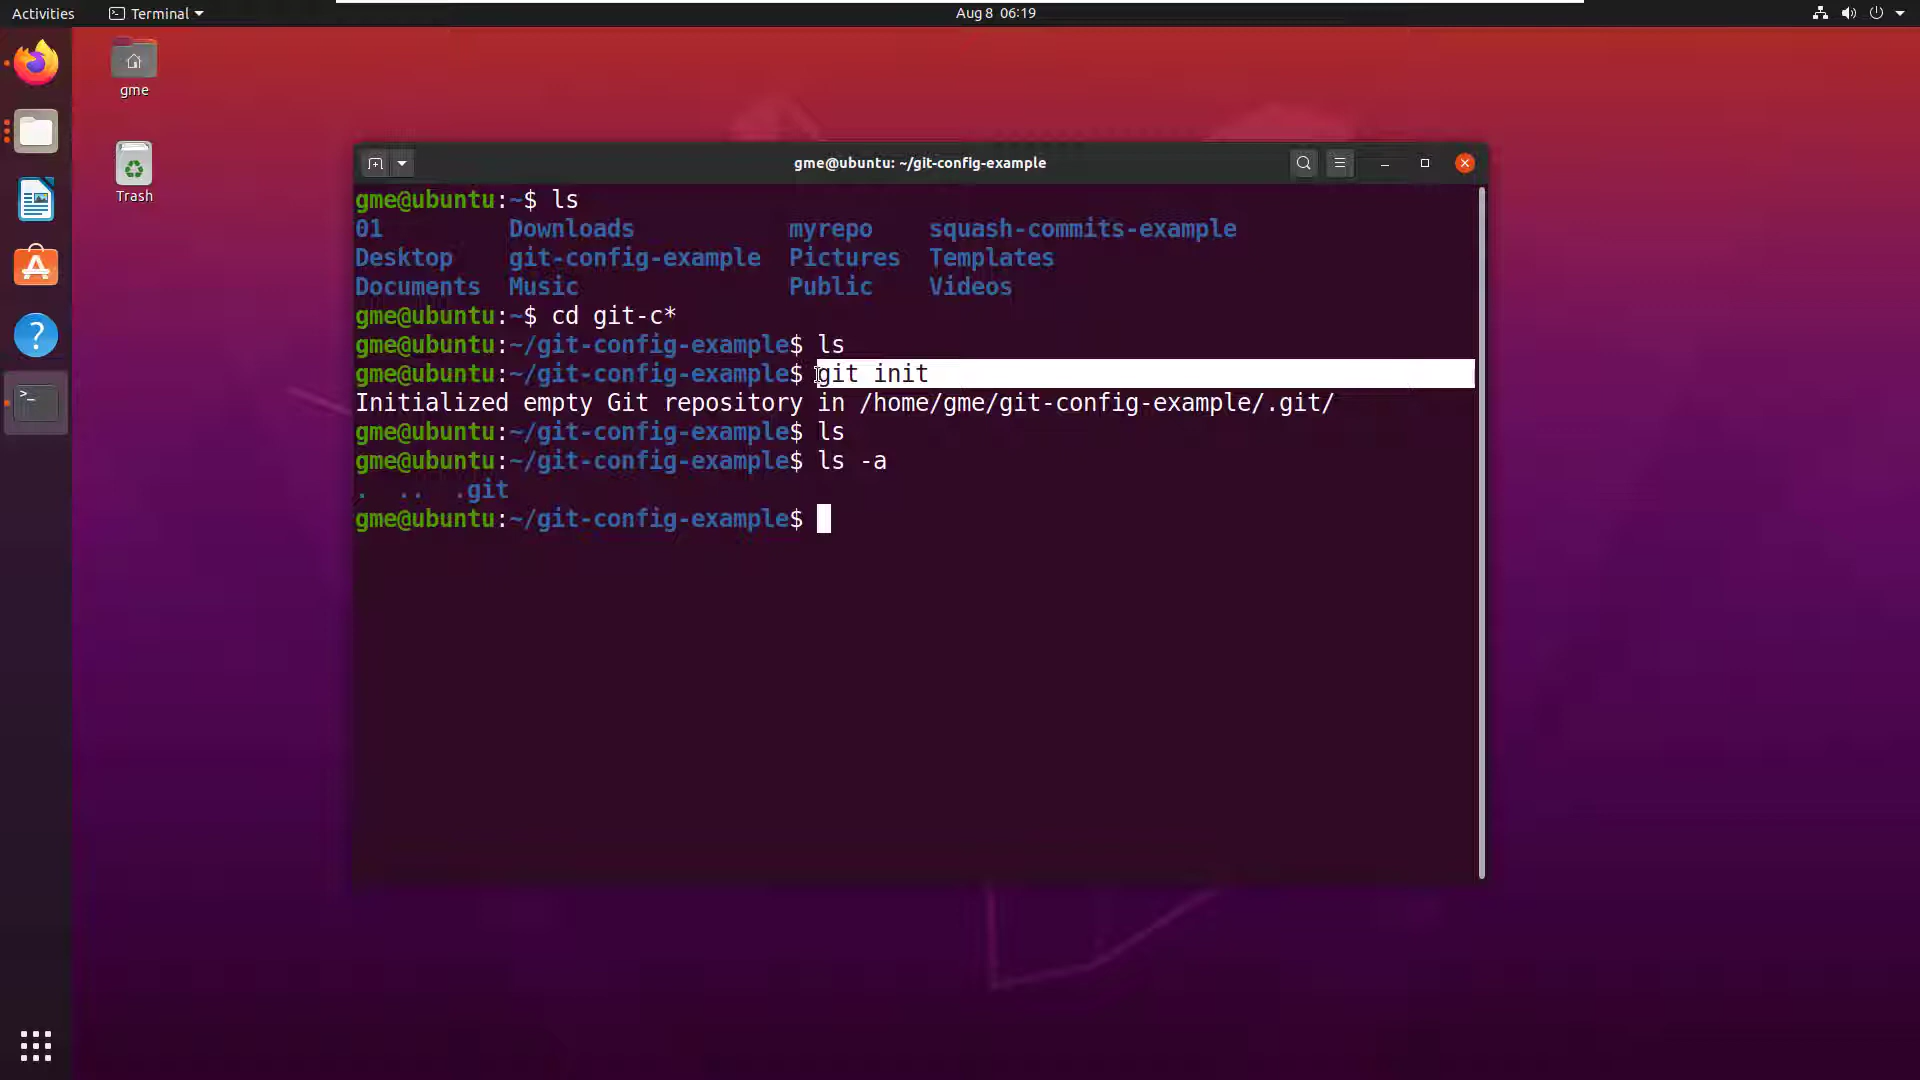 Activities Terminal Aug 8 06:19
gme
Trash
gme@ubuntu: ~/git-config-example
gme@ubuntu:~$ ls
01 Downloads myrepo squash-commits-example
Desktop git-config-example Pictures Templates
Documents Music Public Videos
gme@ubuntu:~$ cd git-c*
gme@ubuntu:~/git-config-example$ ls
gme@ubuntu:~/git-config-example$ git init
Initialized empty Git repository in /home/gme/git-config-example/.git/
gme@ubuntu:~/git-config-example$ ls
gme@ubuntu:~/git-config-example$ ls -a
. .. .git
gme@ubuntu:~/git-config-example$